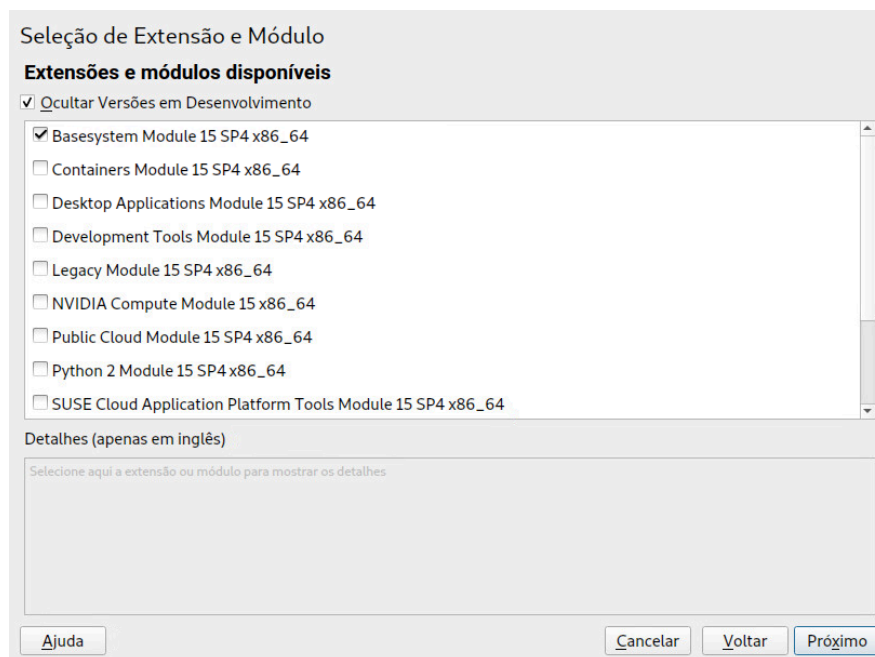 Seleção de Extensão e Módulo
Extensões e módulos disponíveis
Ocultar Versões em Desenvolvimento
Basesystem Module 15 SP4 x86_64
Containers Module 15 SP4 x86_64
Desktop Applications Module 15 SP4 x86_64
Development Tools Module 15 SP4 x86_64
Legacy Module 15 SP4 x86_64
NVIDIA Compute Module 15 x86_64
Public Cloud Module 15 SP4 x86_64
Python 2 Module 15 SP4 x86_64
SUSE Cloud Application Platform Tools Module 15 SP4 x86_64
Detalhes (apenas em inglês)
Selecione aqui a extensão ou módulo para mostrar os detalhes
Ajuda Cancelar Voltar Próximo